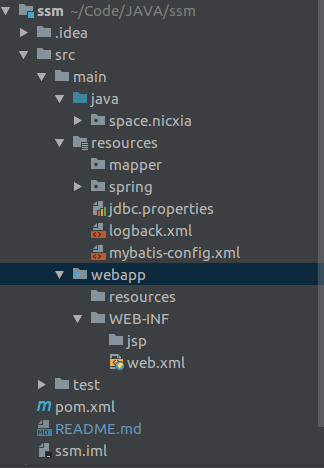 ssm ~/Code/JAVA/ssm
.idea
src
main
java
space.nicxia
resources
mapper
spring
jdbc.properties
logback.xml
mybatis-config.xml
webapp
resources
WEB-INF
jsp
web.xml
test
pom.xml
README.md
ssm.iml